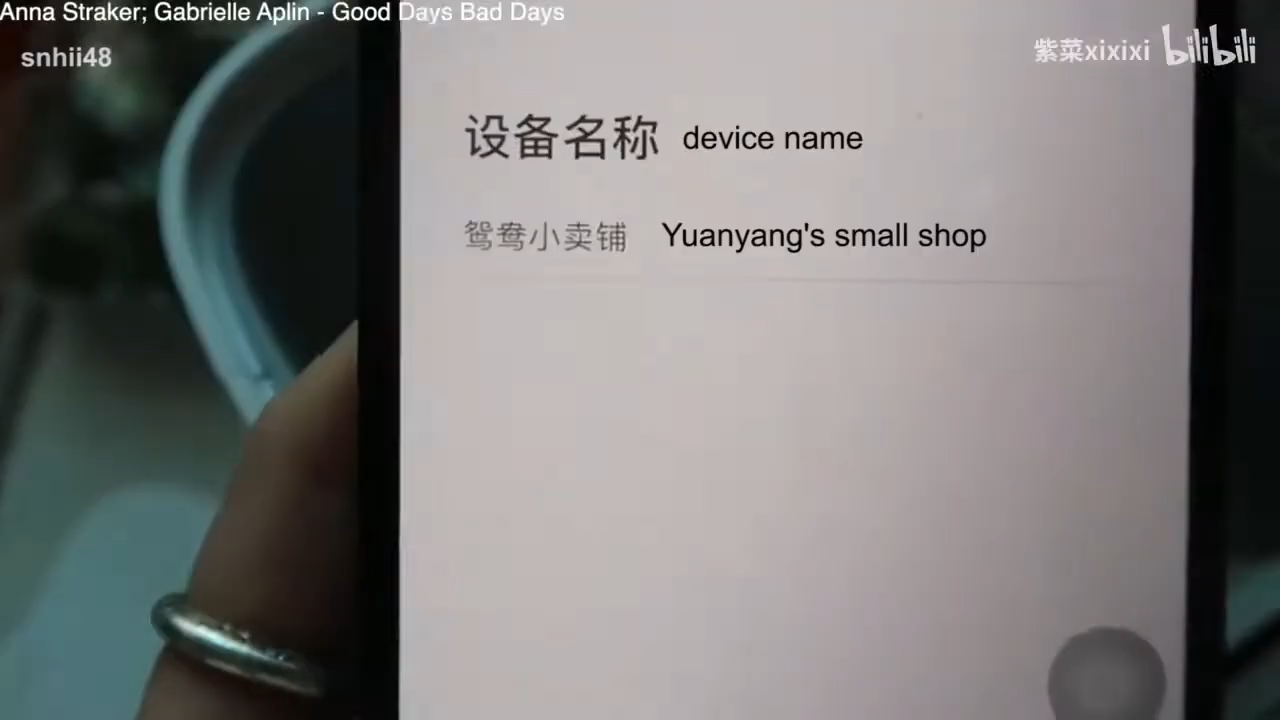 Anna Straker; Gabrielle Aplin - Good Days Bad Days
snhii48
紫菜xixixi bilibili
设备名称 device name
鸳鸯小卖铺 Yuanyang's small shop